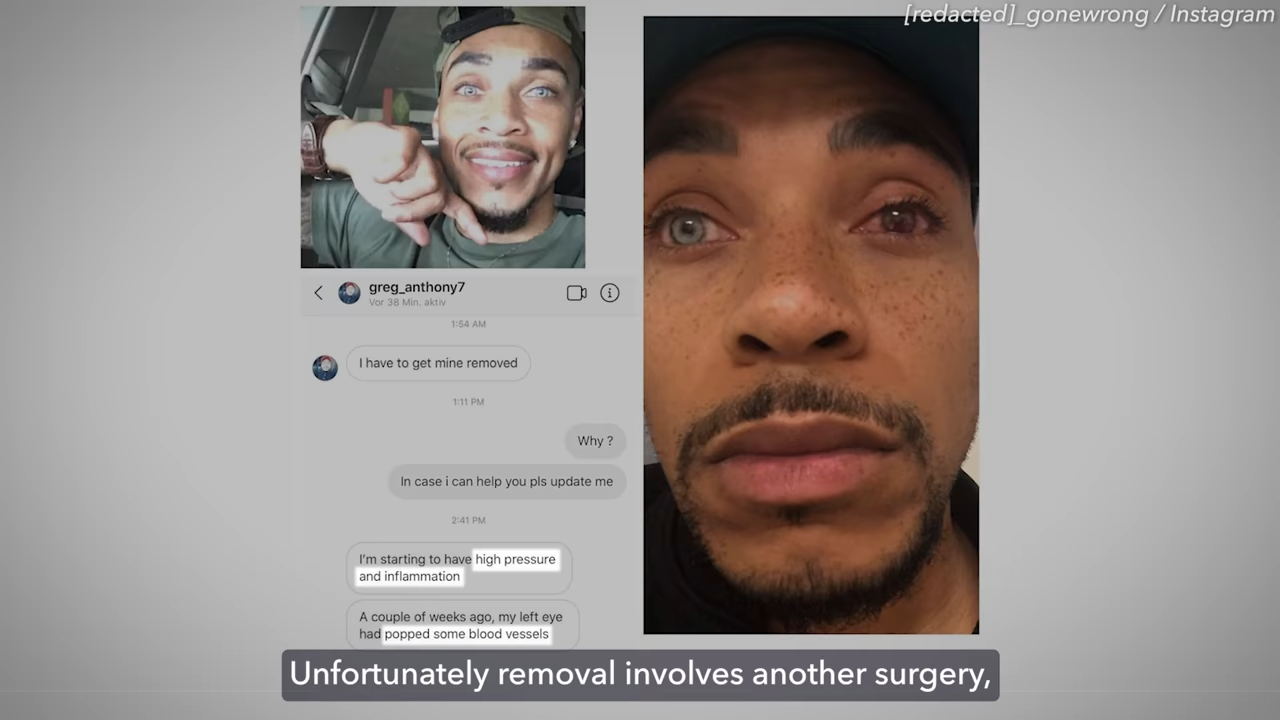 [redacted]_gonewrong / Instagram
greg_anthony7
Vor 38 Min. aktiv
1:54 AM
I have to get mine removed
1:11 PM
Why ?
In case i can help you pls update me
2:41 PM
I'm starting to have high pressure
and inflammation
A couple of weeks ago, my left eye
had popped some blood vessels
Unfortunately removal involves another surgery,